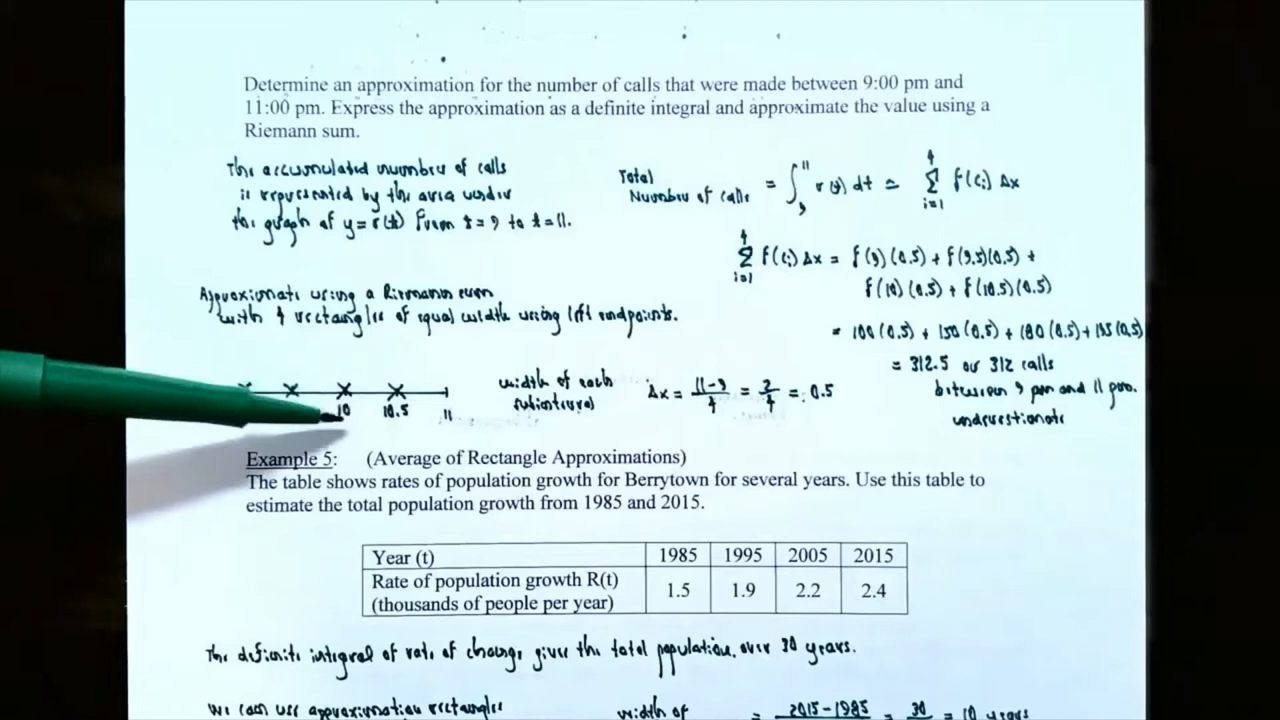 Determine an approximation for the number of calls that were made between 9:00 pm and
11:00 pm. Express the approximation as a definite integral and approximate the value using a
Riemann sum.
The accumulated number of calls
is represented by the area under
the graph of y = r(t) from t = 9 to t = 11.
Total
Number of calls = ∫₉¹¹ r(t) dt ≃ Σ i=1 4 f(cᵢ) Δx
Σ i=1 4 f(cᵢ) Δx = f(9)(0.5) + f(9.5)(0.5) +
f(10)(0.5) + f(10.5)(0.5)
Approximate using a Riemann sum
with 4 rectangles of equal width using left endpoints.
= 100(0.5) + 150(0.5) + 180(0.5) + 195(0.5)
= 312.5 or 312 calls
between 9 pm and 11 pm.
underestimate
10 10.5 11
width of each
subinterval Δx = 11-9/4 = 2/4 = 0.5
Example 5: (Average of Rectangle Approximations)
The table shows rates of population growth for Berrytown for several years. Use this table to
estimate the total population growth from 1985 and 2015.
Year (t) 1985 1995 2005 2015
Rate of population growth R(t)
(thousands of people per year) 1.5 1.9 2.2 2.4
The definite integral of rate of change gives the total population over 30 years.
We can use approximation rectangles
width of = 2015-1985 = 30 = 10 years